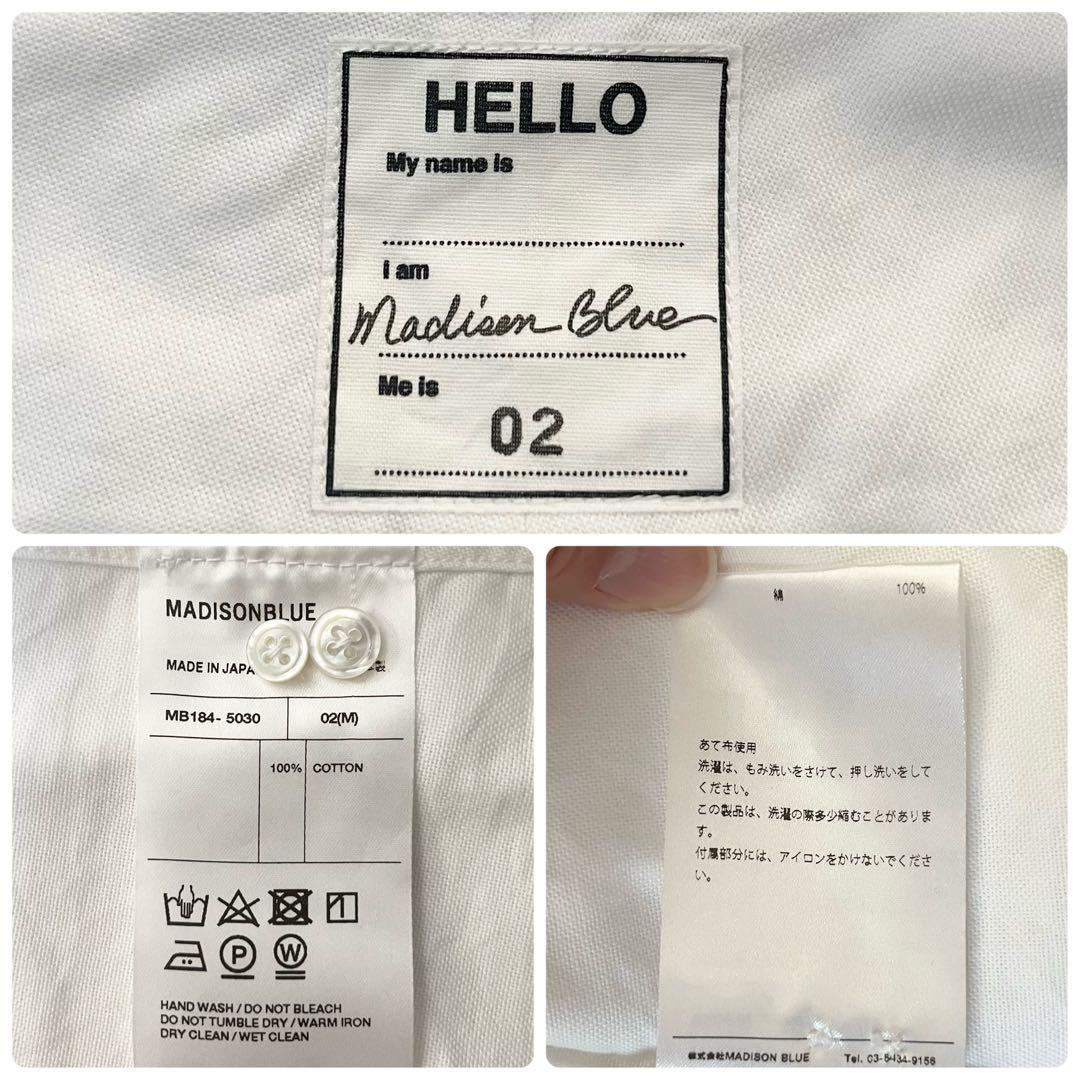 HELLO
My name is
i am
Madison Blue
Me is
02
MADISONBLUE
MADE IN JAPA
MB184- 5030 02(M)
100% COTTON
P W
HAND WASH / DO NOT BLEACH
DO NOT TUMBLE DRY / WARM IRON
DRY CLEAN / WET CLEAN
綿 100%
あて布使用
洗濯は、もみ洗いをさけて、押し洗いをして
ください。
この製品は、洗濯の際多少縮むことがありま
す。
付属部分には、アイロンをかけないでくださ
い。
株式会社MADISON BLUE Tel. 03-5434-9156